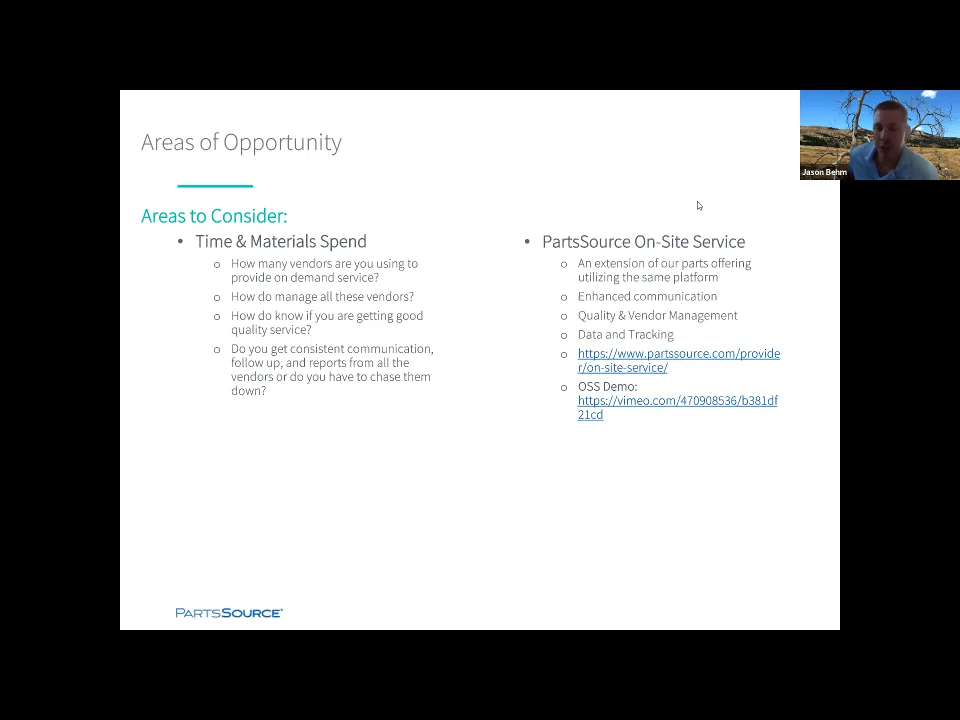 Areas of Opportunity
Areas to Consider:
• Time & Materials Spend
o How many vendors are you using to
provide on demand service?
o How do manage all these vendors?
o How do know if you are getting good
quality service?
o Do you get consistent communication,
follow up, and reports from all the
vendors or do you have to chase them
down?
• PartsSource On-Site Service
o An extension of our parts offering
utilizing the same platform
o Enhanced communication
o Quality & Vendor Management
o Data and Tracking
o https://www.partssource.com/provide
r/on-site-service/
o OSS Demo:
https://vimeo.com/470908536/b381df
21cd
Jason Behm
PARTSSOURCE